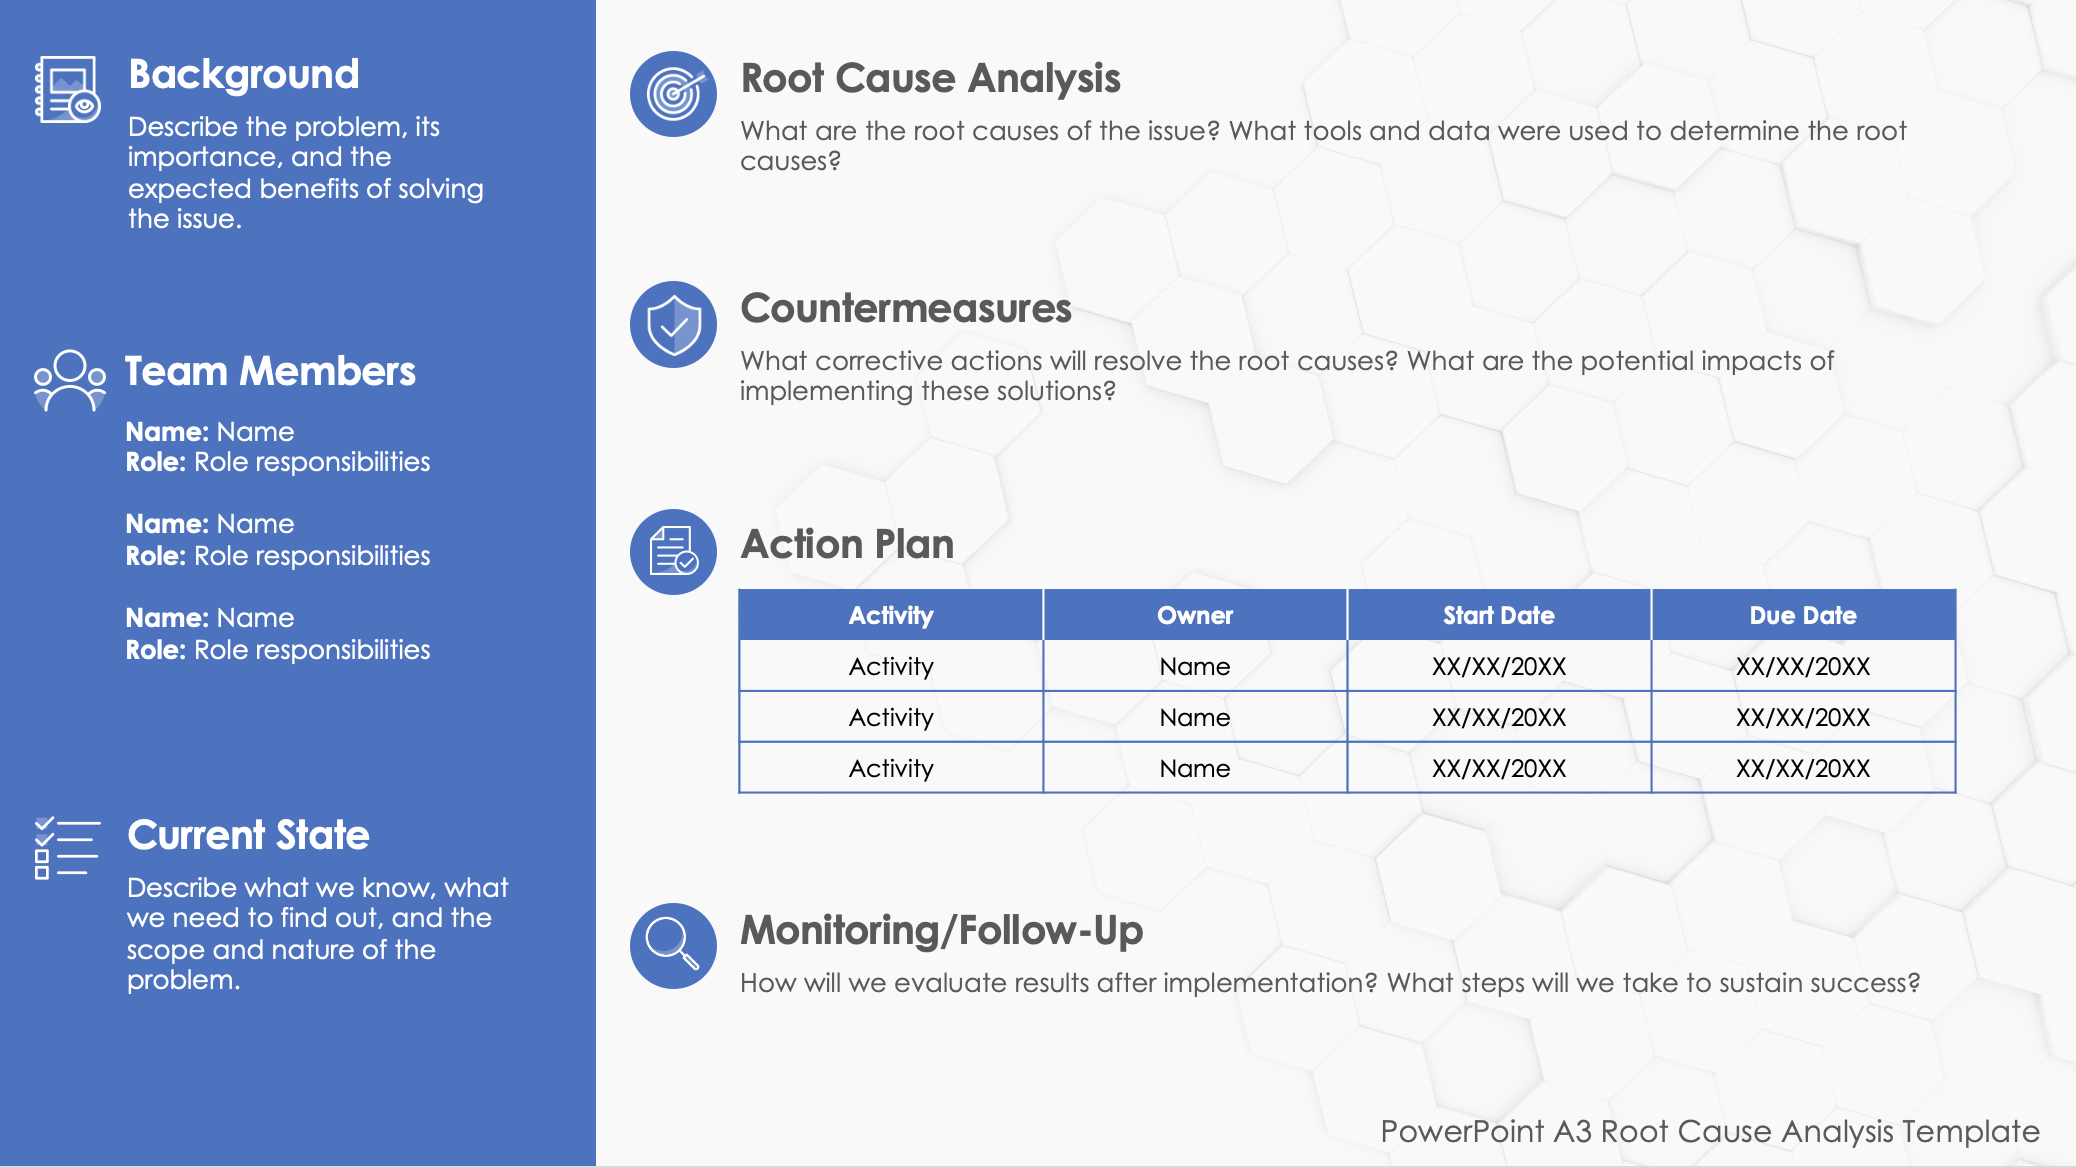 Background
Describe the problem, its
importance, and the
expected benefits of solving
the issue.
Team Members
Name: Name
Role: Role responsibilities
Name: Name
Role: Role responsibilities
Name: Name
Role: Role responsibilities
Current State
Describe what we know, what
we need to find out, and the
scope and nature of the
problem.
Root Cause Analysis
What are the root causes of the issue? What tools and data were used to determine the root
causes?
Countermeasures
What corrective actions will resolve the root causes? What are the potential impacts of
implementing these solutions?
Action Plan
Activity Owner Start Date Due Date
Activity Name XX/XX/20XX XX/XX/20XX
Activity Name XX/XX/20XX XX/XX/20XX
Activity Name XX/XX/20XX XX/XX/20XX
Monitoring/Follow-Up
How will we evaluate results after implementation? What steps will we take to sustain success?
PowerPoint A3 Root Cause Analysis Template